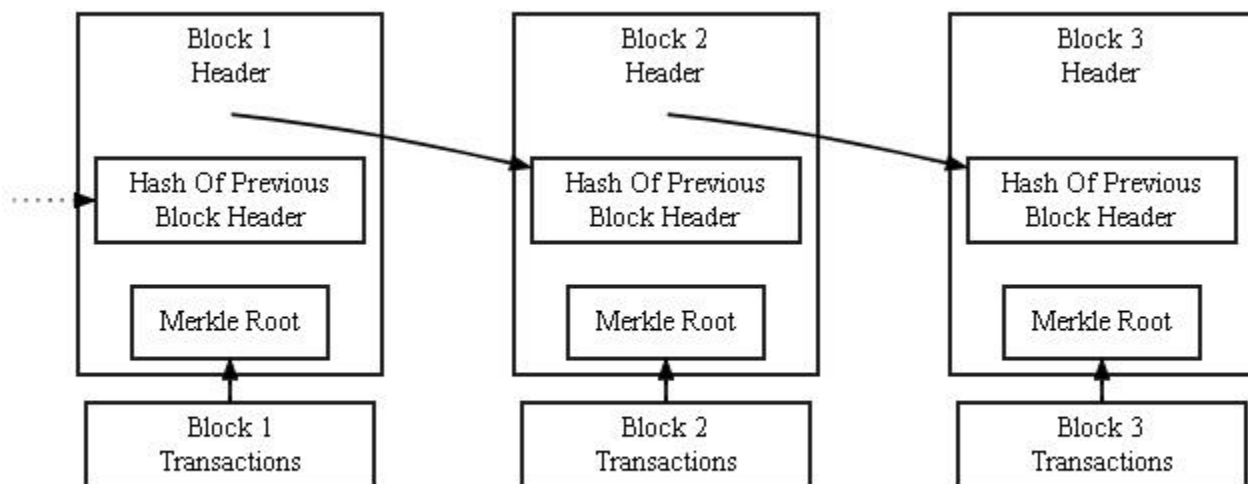 Block 1
Header
Hash Of Previous
Block Header
Merkle Root
Block 1
Transactions
Block 2
Header
Hash Of Previous
Block Header
Merkle Root
Block 2
Transactions
Block 3
Header
Hash Of Previous
Block Header
Merkle Root
Block 3
Transactions